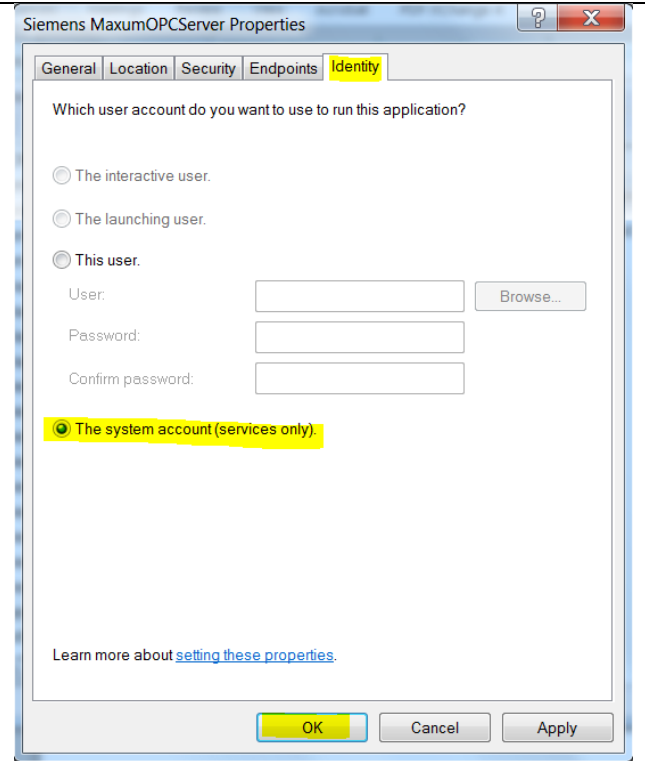 Siemens MaxumOPCServer Properties
General Location Security Endpoints Identity
Which user account do you want to use to run this application?
The interactive user.
The launching user.
This user.
User:
Browse...
Password:
Confirm password:
The system account (services only).
Learn more about setting these properties.
OK Cancel Apply